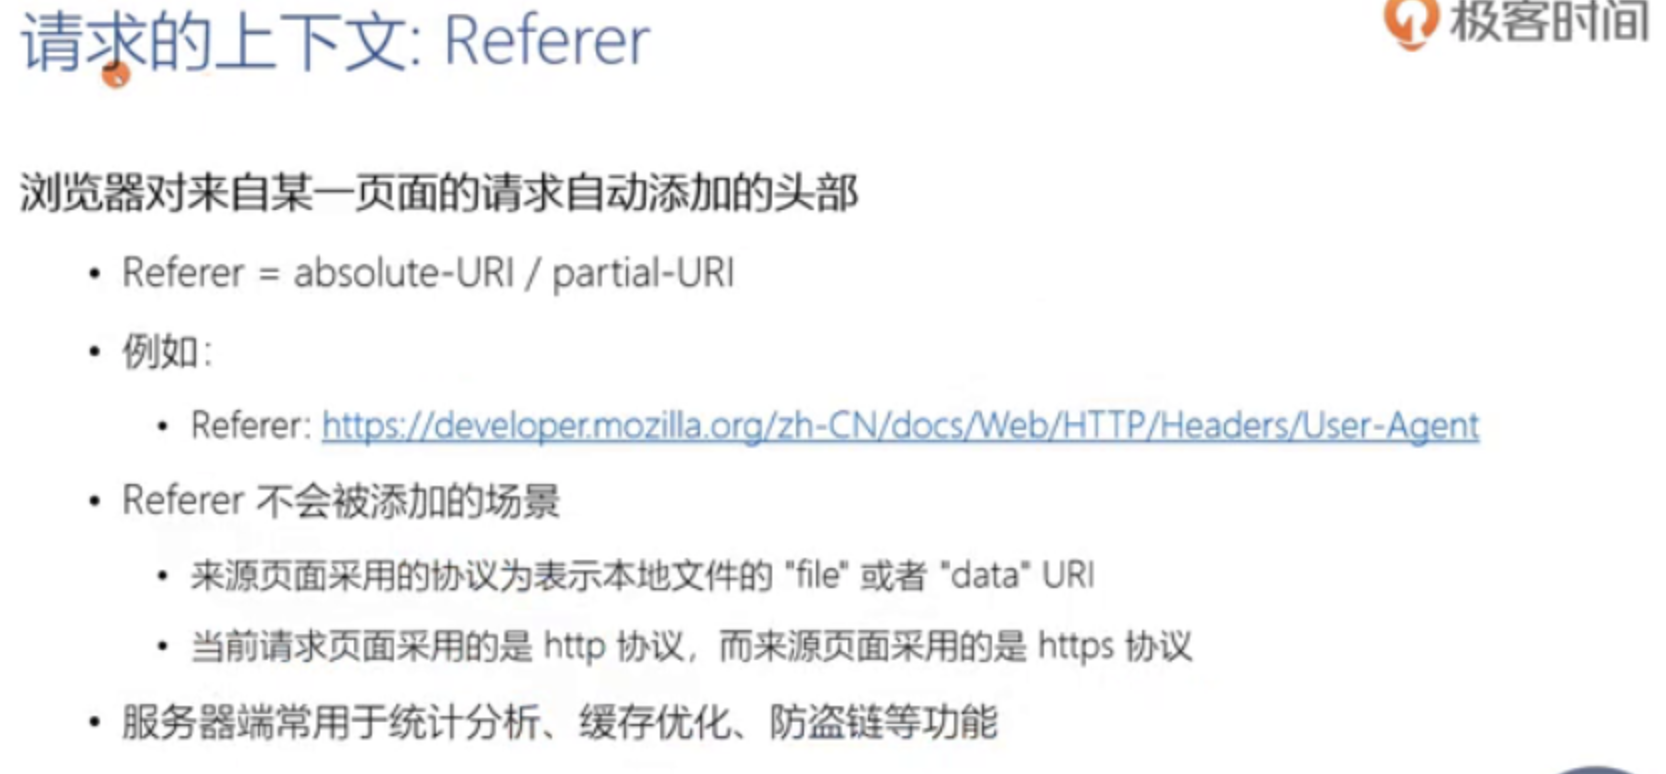 请求的上下文: Referer
极客时间
浏览器对来自某一页面的请求自动添加的头部
• Referer = absolute-URI / partial-URI
• 例如：
• Referer: https://developer.mozilla.org/zh-CN/docs/Web/HTTP/Headers/User-Agent
• Referer 不会被添加的场景
• 来源页面采用的协议为表示本地文件的 "file" 或者 "data" URI
• 当前请求页面采用的是 http 协议，而来源页面采用的是 https 协议
• 服务器端常用于统计分析、缓存优化、防盗链等功能